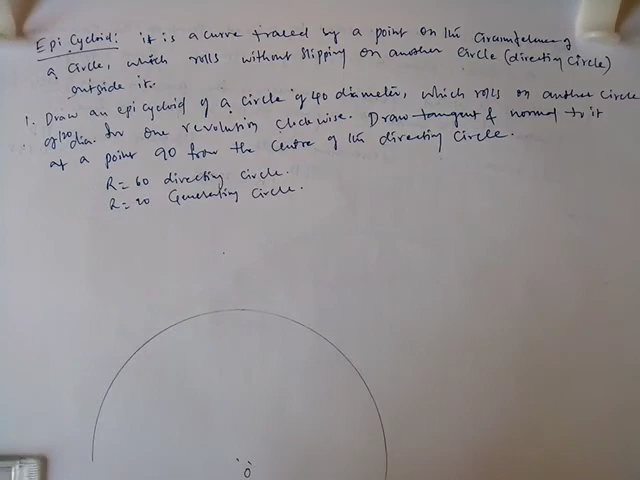 Epi Cycloid: it is a curve traced by a point on the circumference of
a circle, which rolls without slipping on another circle (directing circle)
outside it.
1. Draw an epi cycloid of a circle of 40 diameter, which rolls on another circle
of 120 dia. for one revolution clockwise. Draw tangent & normal to it
at a point 90 from the centre of the directing circle.
R=60 directing circle.
R=20 Generating circle.
O